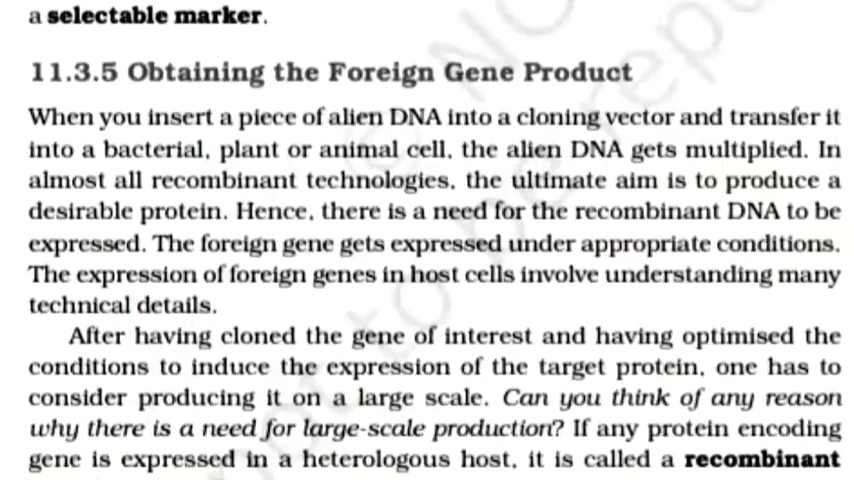 a selectable marker.
11.3.5 Obtaining the Foreign Gene Product
When you insert a piece of alien DNA into a cloning vector and transfer it
into a bacterial, plant or animal cell, the alien DNA gets multiplied. In
almost all recombinant technologies, the ultimate aim is to produce a
desirable protein. Hence, there is a need for the recombinant DNA to be
expressed. The foreign gene gets expressed under appropriate conditions.
The expression of foreign genes in host cells involve understanding many
technical details.
After having cloned the gene of interest and having optimised the
conditions to induce the expression of the target protein, one has to
consider producing it on a large scale. Can you think of any reason
why there is a need for large-scale production? If any protein encoding
gene is expressed in a heterologous host, it is called a recombinant